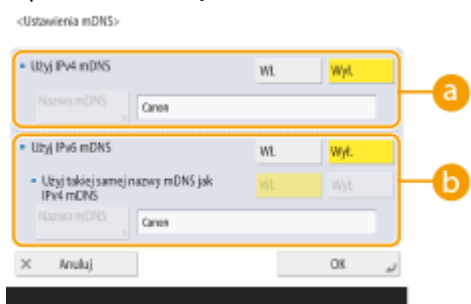 <Ustawienia mDNS>
Użyj IPv4 mDNS Wł. Wył.
a
Nazwa mDNS Canon
Użyj IPv6 mDNS Wł. Wył.
Użyj takiej samej nazwy mDNS jak Wł. Wył.
IPv4 mDNS
b
Nazwa mDNS Canon
× Anuluj OK